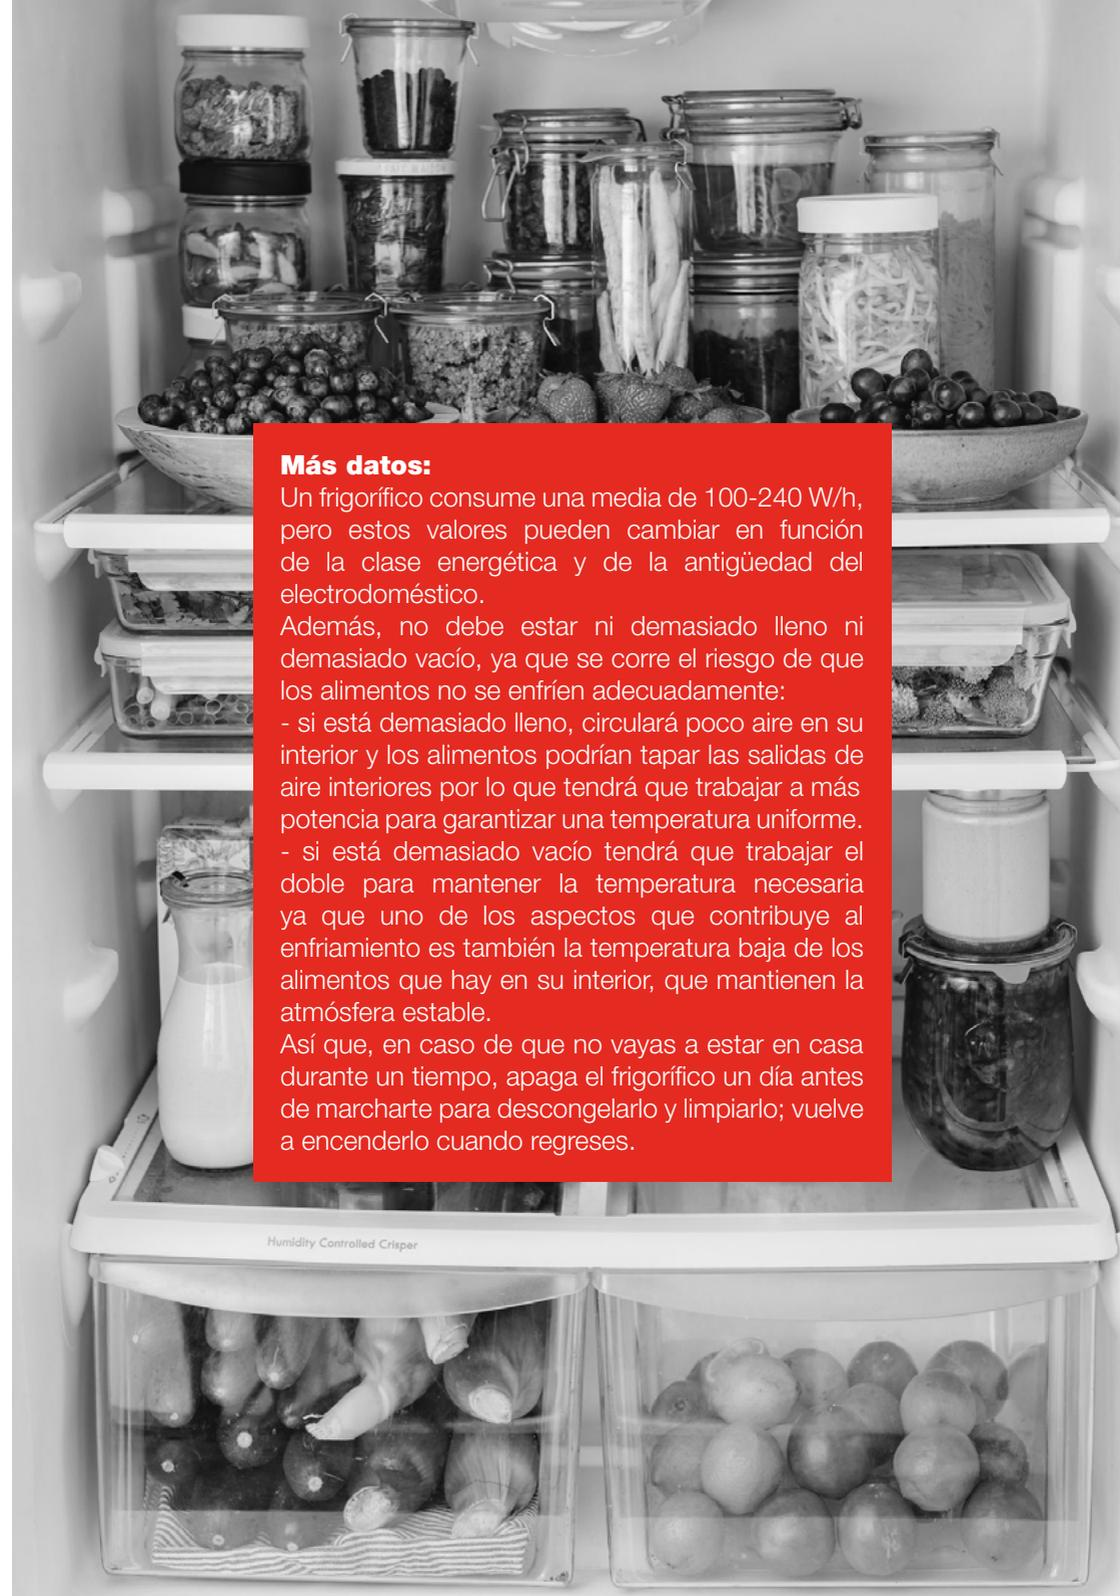 Más datos:
Un frigorífico consume una media de 100-240 W/h,
pero estos valores pueden cambiar en función
de la clase energética y de la antigüedad del
electrodoméstico.
Además, no debe estar ni demasiado lleno ni
demasiado vacío, ya que se corre el riesgo de que
los alimentos no se enfríen adecuadamente:
- si está demasiado lleno, circulará poco aire en su
interior y los alimentos podrían tapar las salidas de
aire interiores por lo que tendrá que trabajar a más
potencia para garantizar una temperatura uniforme.
- si está demasiado vacío tendrá que trabajar el
doble para mantener la temperatura necesaria
ya que uno de los aspectos que contribuye al
enfriamiento es también la temperatura baja de los
alimentos que hay en su interior, que mantienen la
atmósfera estable.
Así que, en caso de que no vayas a estar en casa
durante un tiempo, apaga el frigorífico un día antes
de marcharte para descongelarlo y limpiarlo; vuelve
a encenderlo cuando regreses.
Humidity Controlled Crisper